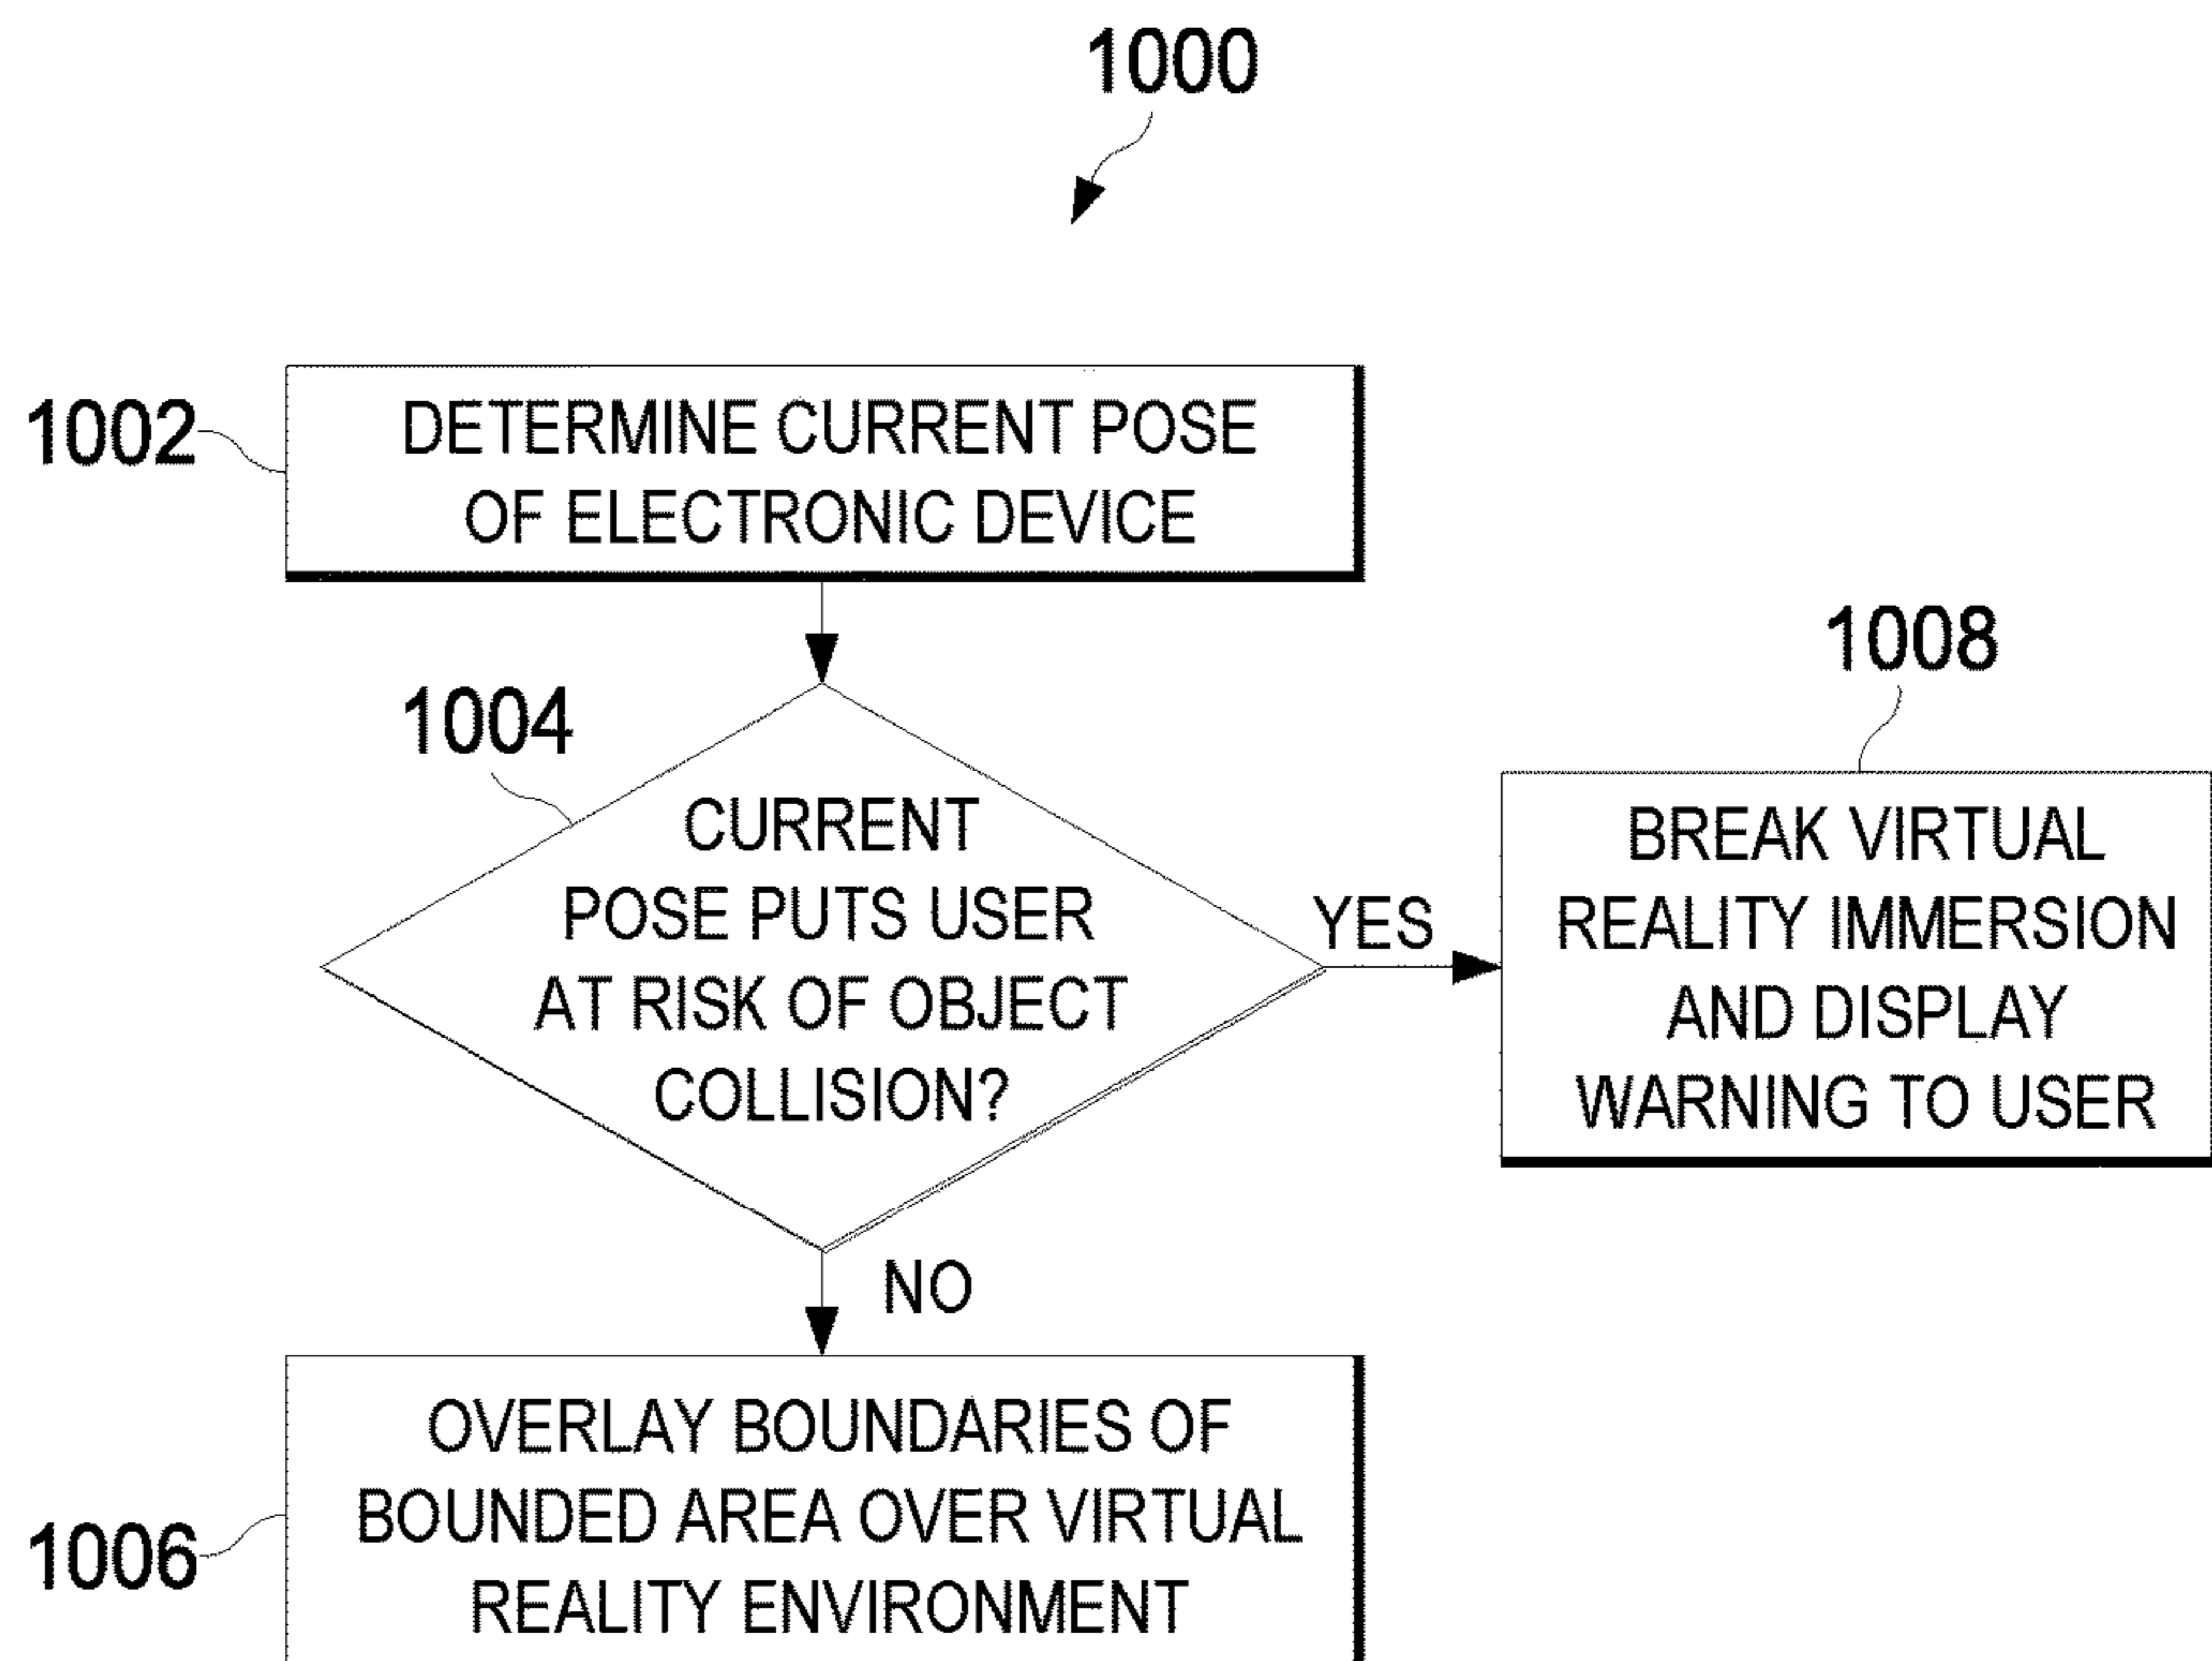 1000
1002
DETERMINE CURRENT POSE
OF ELECTRONIC DEVICE
1004
CURRENT
POSE PUTS USER
AT RISK OF OBJECT
COLLISION?
YES
1008
BREAK VIRTUAL
REALITY IMMERSION
AND DISPLAY
WARNING TO USER
NO
1006
OVERLAY BOUNDARIES OF
BOUNDED AREA OVER VIRTUAL
REALITY ENVIRONMENT